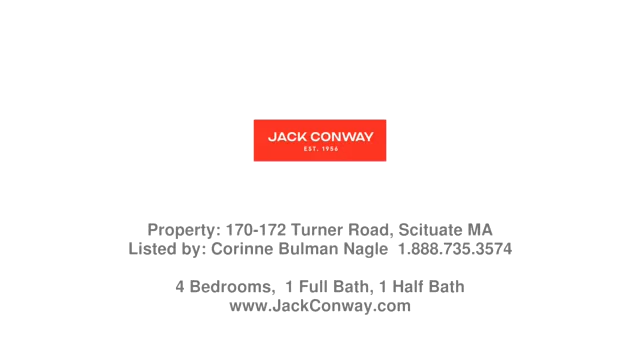 JACK CONWAY
EST. 1956
Property: 170-172 Turner Road, Scituate MA
Listed by: Corinne Bulman Nagle  1.888.735.3574
4 Bedrooms,  1 Full Bath, 1 Half Bath
www.JackConway.com